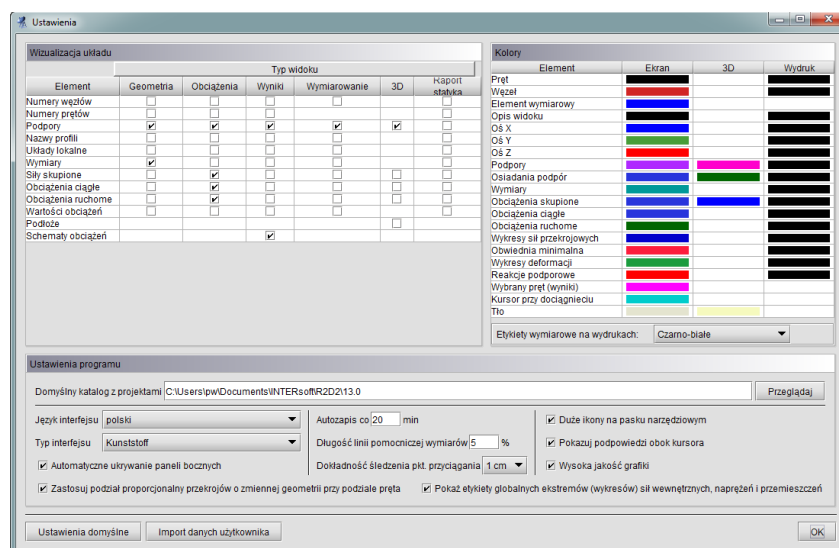 Ustawienia
Wizualizacja układu
Typ widoku
Element Geometria Obciążenia Wyniki Wymiarowanie 3D Raport statyka
Numery węzłów
Numery prętów
Podpory
Nazwy profili
Układy lokalne
Wymiary
Siły skupione
Obciążenia ciągłe
Obciążenia ruchome
Wartości obciążeń
Podłoże
Schematy obciążeń
Kolory
Element Ekran 3D Wydruk
Pręt
Węzeł
Element wymiarowy
Opis widoku
Oś X
Oś Y
Oś Z
Podpory
Osiadania podpór
Wymiary
Obciążenia skupione
Obciążenia ciągłe
Obciążenia ruchome
Wykresy sił przekrojowych
Obwiednia minimalna
Wykresy deformacji
Reakcje podporowe
Wybrany pręt (wyniki)
Kursor przy dociągnieciu
Tło
Etykiety wymiarowe na wydrukach: Czarno-białe
Ustawienia programu
Domyślny katalog z projektami C:\Users\pw\Documents\INTERsoft\R2D2\13.0 Przeglądaj
Język interfejsu polski Autozapis co 20 min Duże ikony na pasku narzędziowym
Typ interfejsu Kunststoff Długość linii pomocniczej wymiarów 5 % Pokazuj podpowiedzi obok kursora
Automatyczne ukrywanie paneli bocznych Dokładność śledzenia pkt. przyciągania 1 cm Wysoka jakość grafiki
Zastosuj podział proporcjonalny przekrojów o zmiennej geometrii przy podziale pręta Pokaż etykiety globalnych ekstremów (wykresów) sił wewnętrznych, naprężeń i przemieszczeń
Ustawienia domyślne Import danych użytkownika OK